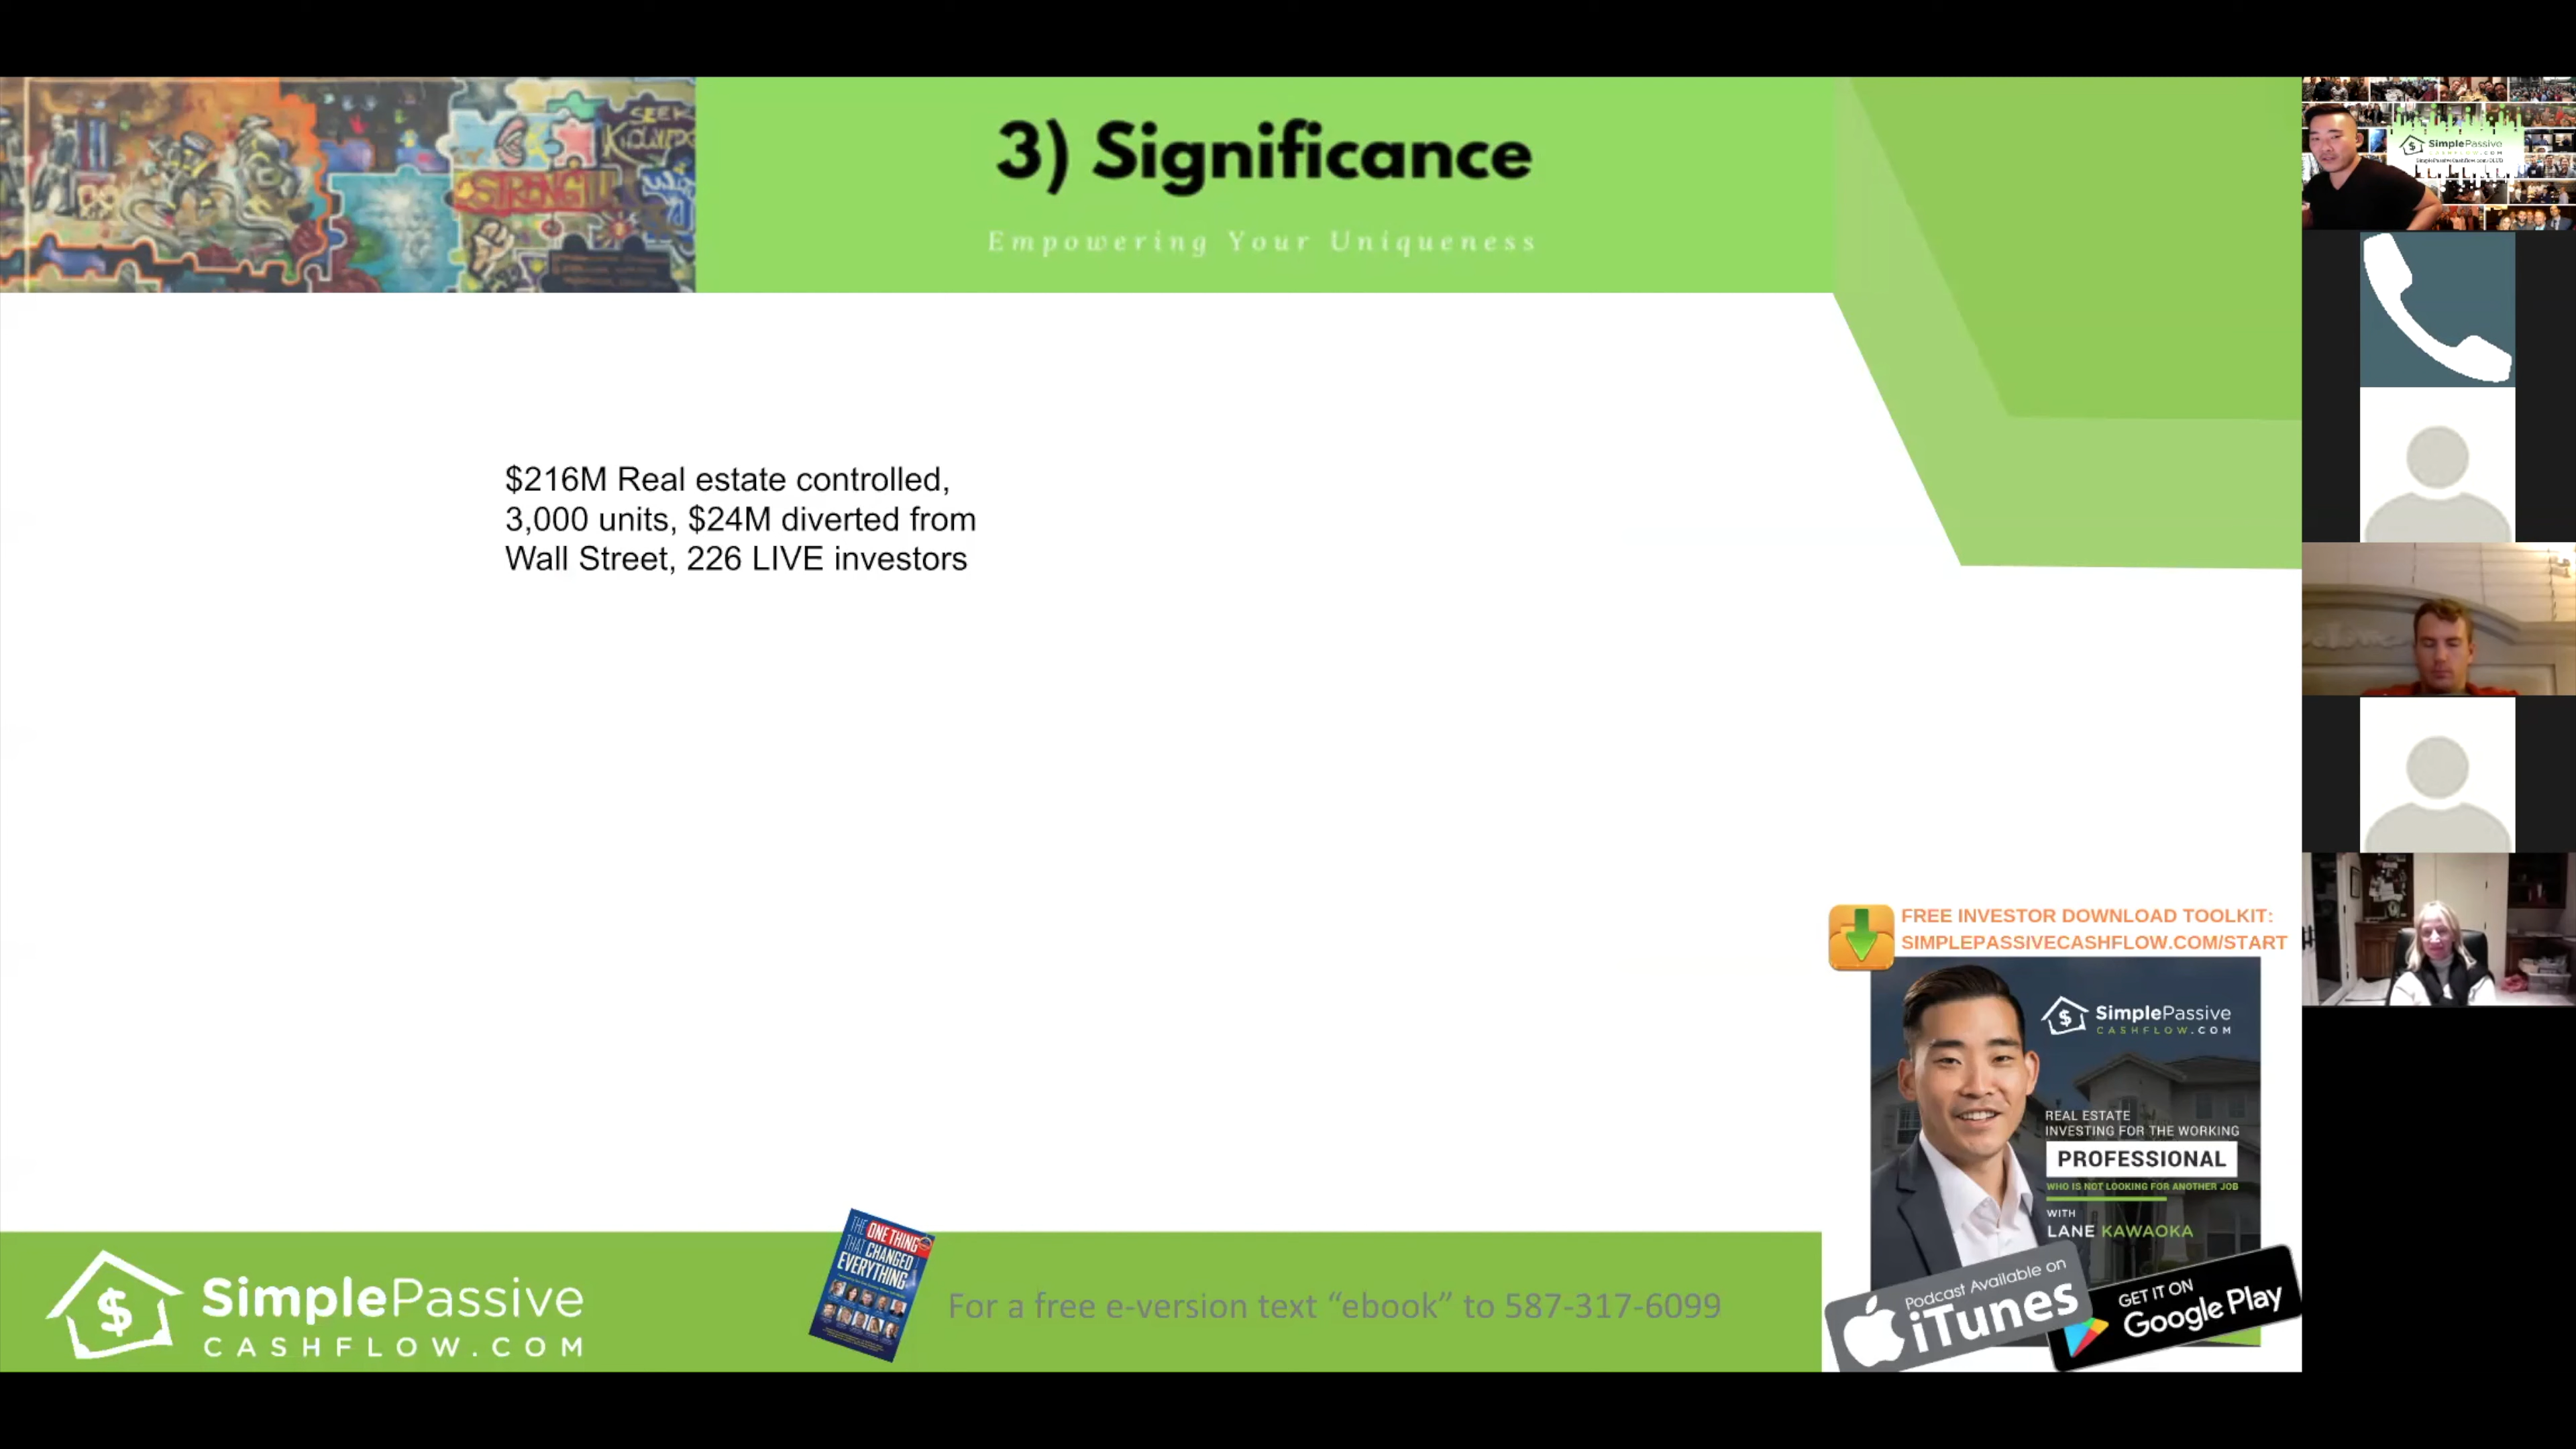 SEEK
STRENGTH
3) Significance
Empowering Your Uniqueness
SimplePassive
$216M Real estate controlled,
3,000 units, $24M diverted from
Wall Street, 226 LIVE investors
FREE INVESTOR DOWNLOAD TOOLKIT:
SIMPLEPASSIVECASHFLOW.COM/START
SimplePassive
CASHFLOW.COM
REAL ESTATE
INVESTING FOR THE WORKING
PROFESSIONAL
WHO IS NOT LOOKING FOR ANOTHER JOB
WITH
LANE KAWAOKA
Podcast Available on
iTunes
GET IT ON
Google Play
SimplePassive
CASHFLOW.COM
THE ONE THING
THAT CHANGED
EVERYTHING
For a free e-version text “ebook” to 587-317-6099